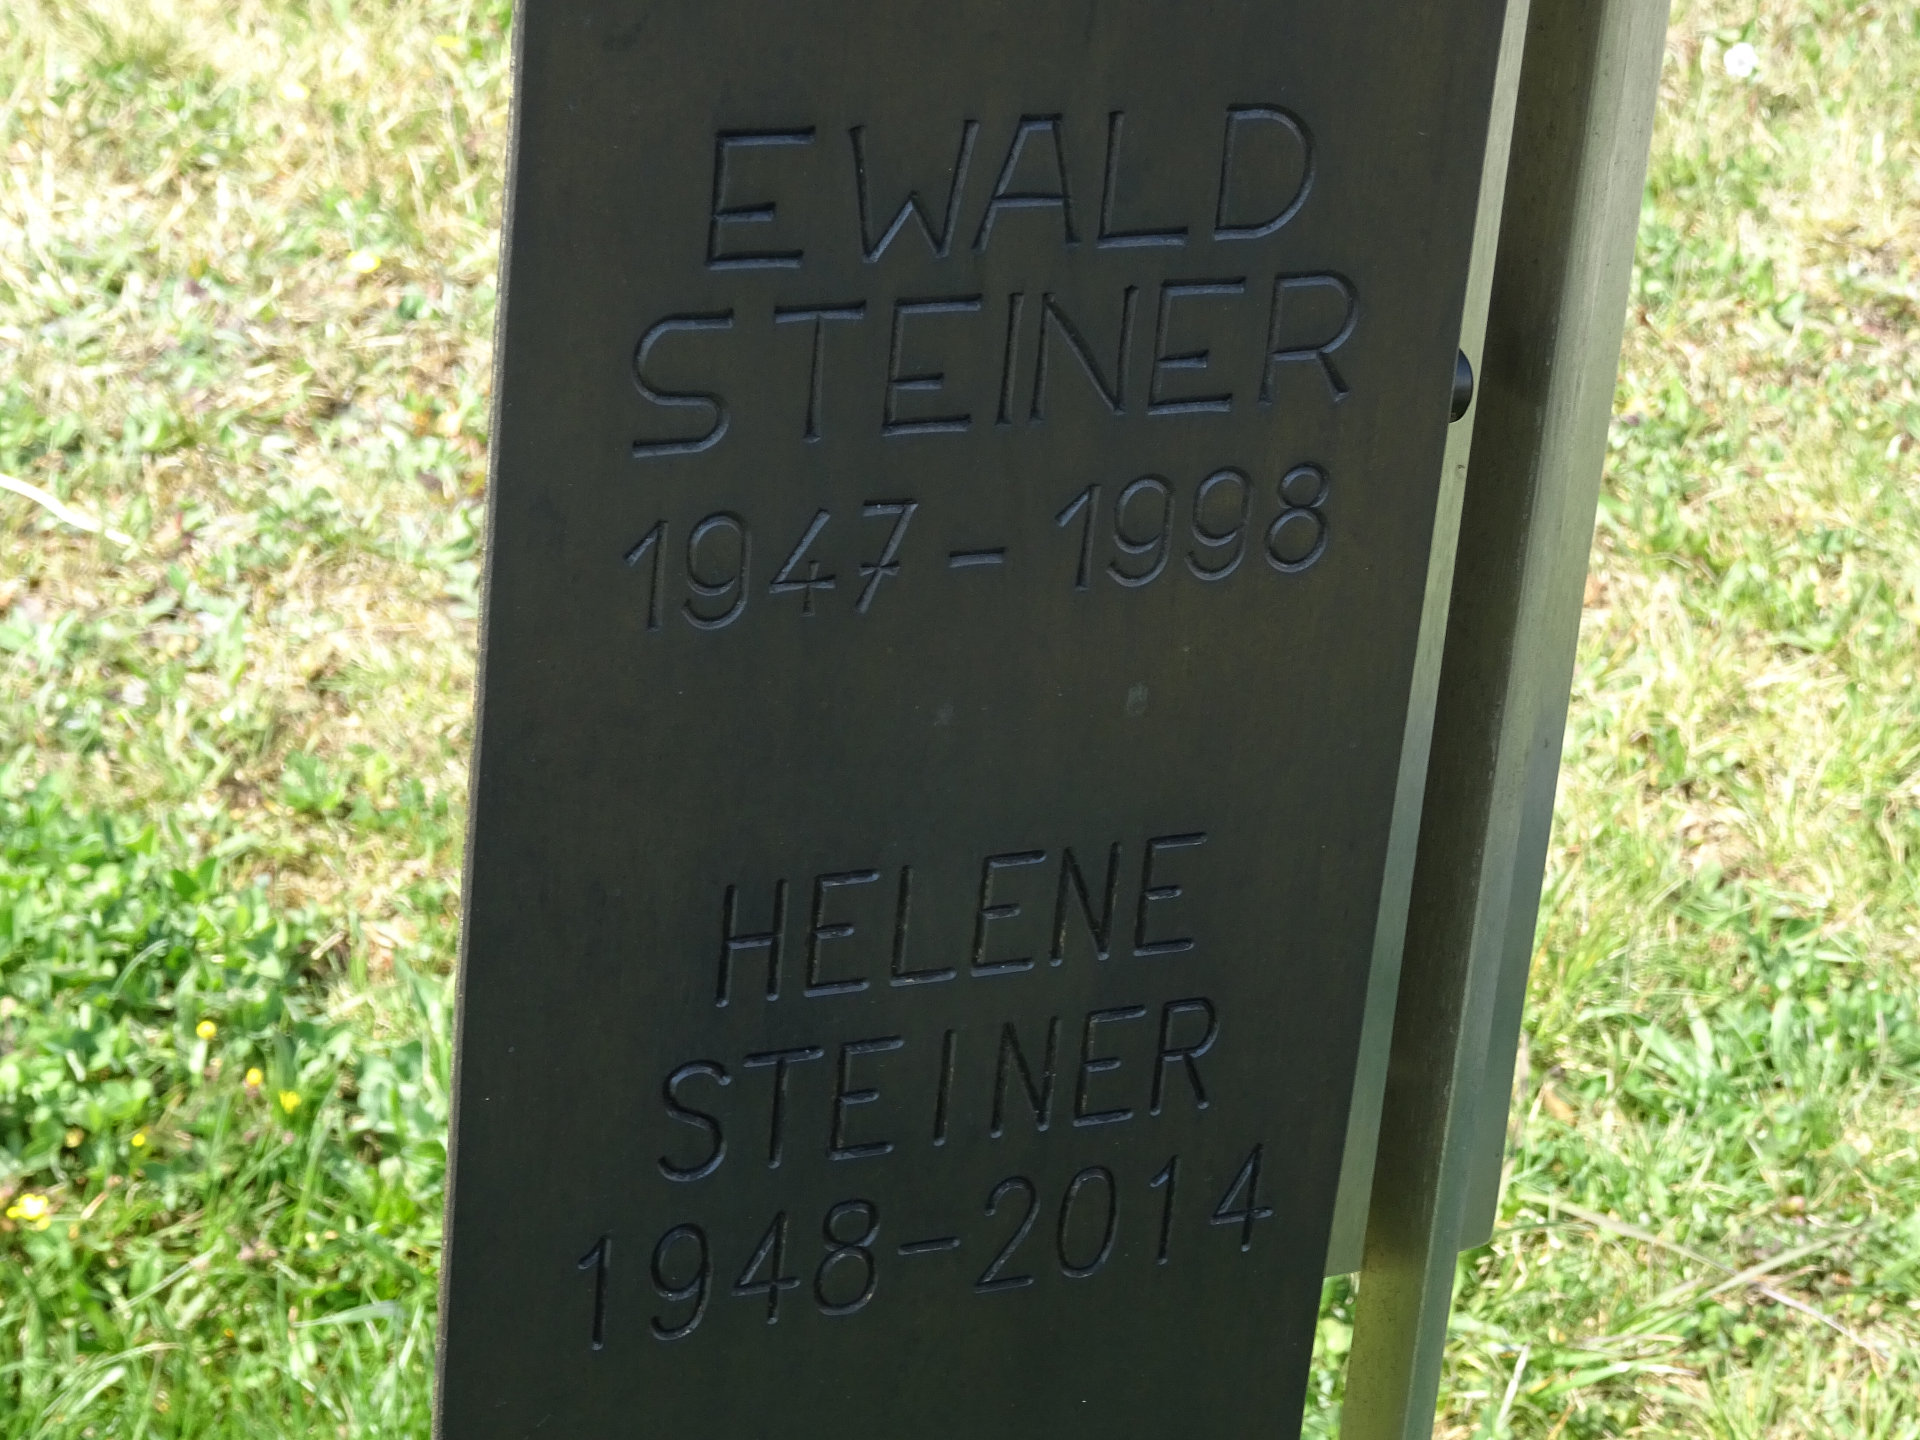 EWALD
STEINER
1947 - 1998
HELENE
STEINER
1948-2014